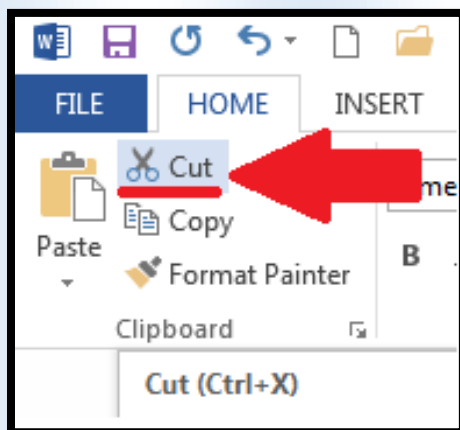 FILE HOME INSERT
Cut
Copy
Paste
Format Painter
B
Clipboard
Cut (Ctrl+X)